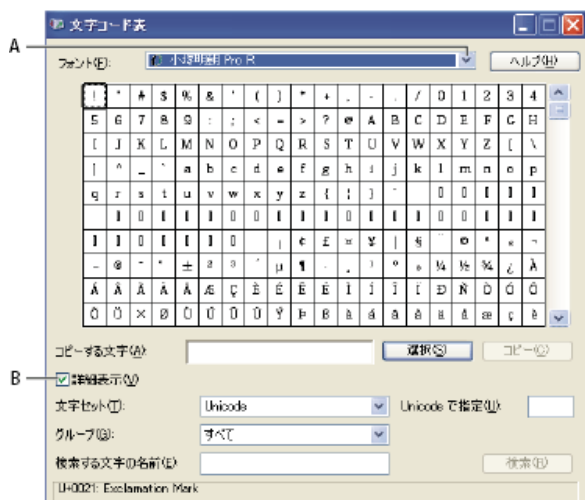 文字コード表
A
フォント(F):
小塚明朝 Pro R
ヘルプ(H)
! " # $ % & ' ( ) * + , - . / 0 1 2 3 4
5 6 7 8 9 : ; < = > ? @ A B C D E F G H
I J K L M N O P Q R S T U V W X Y Z [ \
] ^ _ ` a b c d e f g h i j k l m n o p
q r s t u v w x y z { | }
¢ £ ¤ ¥ ¦ § ¨ © ª « ¬
® ¯ ° ± ² ³ ´ µ ¶ · ¸ ¹ º » ¼ ½ ¾ ¿ À
Á Â Ã Ä Å Æ Ç È É Ê Ë Ì Í Î Ï Ð Ñ Ò Ó Ô
Õ Ö × Ø Ù Ú Û Ü Ý Þ ß à á â ã ä å æ ç è
コピーする文字(A):
選択(S)
コピー(C)
B
詳細表示(V)
文字セット(T):
Unicode
Unicode で指定(U):
グループ(G):
すべて
検索する文字の名前(E)
検索(R)
U+0021: Exclamation Mark